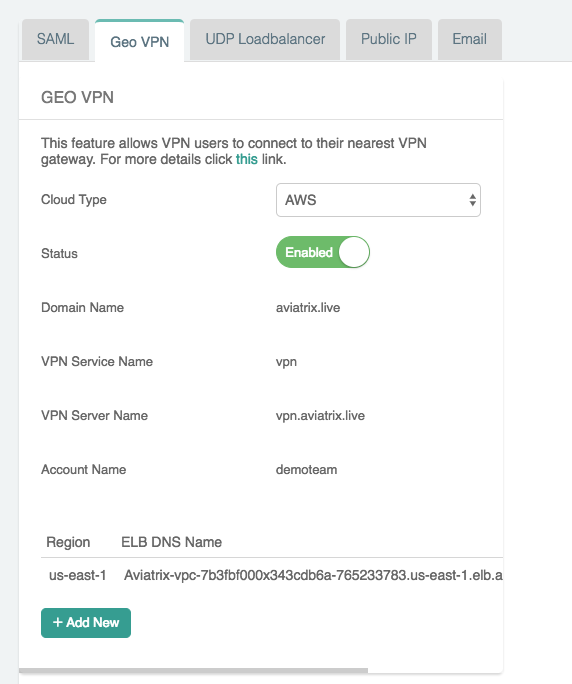 SAML Geo VPN UDP Loadbalancer Public IP Email
GEO VPN
This feature allows VPN users to connect to their nearest VPN
gateway. For more details click this link.
Cloud Type AWS
Status Enabled
Domain Name aviatrix.live
VPN Service Name vpn
VPN Server Name vpn.aviatrix.live
Account Name demoteam
Region ELB DNS Name
us-east-1 Aviatrix-vpc-7b3fbf000x343cdb6a-765233783.us-east-1.elb.a
+ Add New